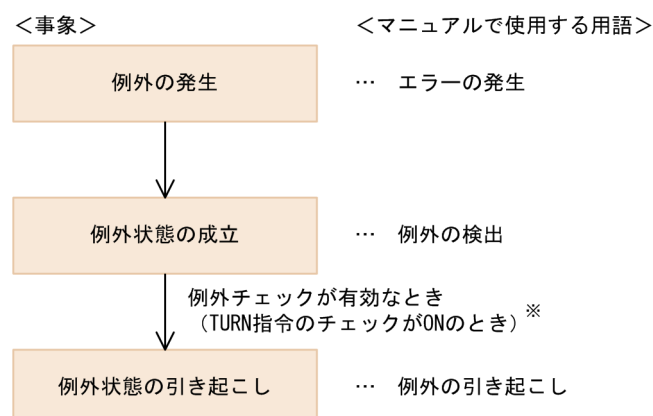 ＜事象＞ ＜マニュアルで使用する用語＞
例外の発生 … エラーの発生
例外状態の成立 … 例外の検出
例外チェックが有効なとき
（TURN指令のチェックがONのとき）※
例外状態の引き起こし … 例外の引き起こし